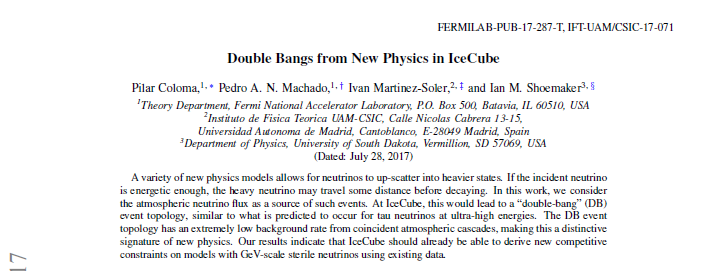 FERMILAB-PUB-17-287-T, IFT-UAM/CSIC-17-071
Double Bangs from New Physics in IceCube
Pilar Coloma,1, * Pedro A. N. Machado,1, † Ivan Martinez-Soler,2, ‡ and Ian M. Shoemaker3, §
1Theory Department, Fermi National Accelerator Laboratory, P.O. Box 500, Batavia, IL 60510, USA
2Instituto de Fisica Teorica UAM-CSIC, Calle Nicolas Cabrera 13-15,
Universidad Autonoma de Madrid, Cantoblanco, E-28049 Madrid, Spain
3Department of Physics, University of South Dakota, Vermillion, SD 57069, USA
(Dated: July 28, 2017)
A variety of new physics models allows for neutrinos to up-scatter into heavier states. If the incident neutrino
is energetic enough, the heavy neutrino may travel some distance before decaying. In this work, we consider
the atmospheric neutrino flux as a source of such events. At IceCube, this would lead to a “double-bang” (DB)
event topology, similar to what is predicted to occur for tau neutrinos at ultra-high energies. The DB event
topology has an extremely low background rate from coincident atmospheric cascades, making this a distinctive
signature of new physics. Our results indicate that IceCube should already be able to derive new competitive
constraints on models with GeV-scale sterile neutrinos using existing data.
17